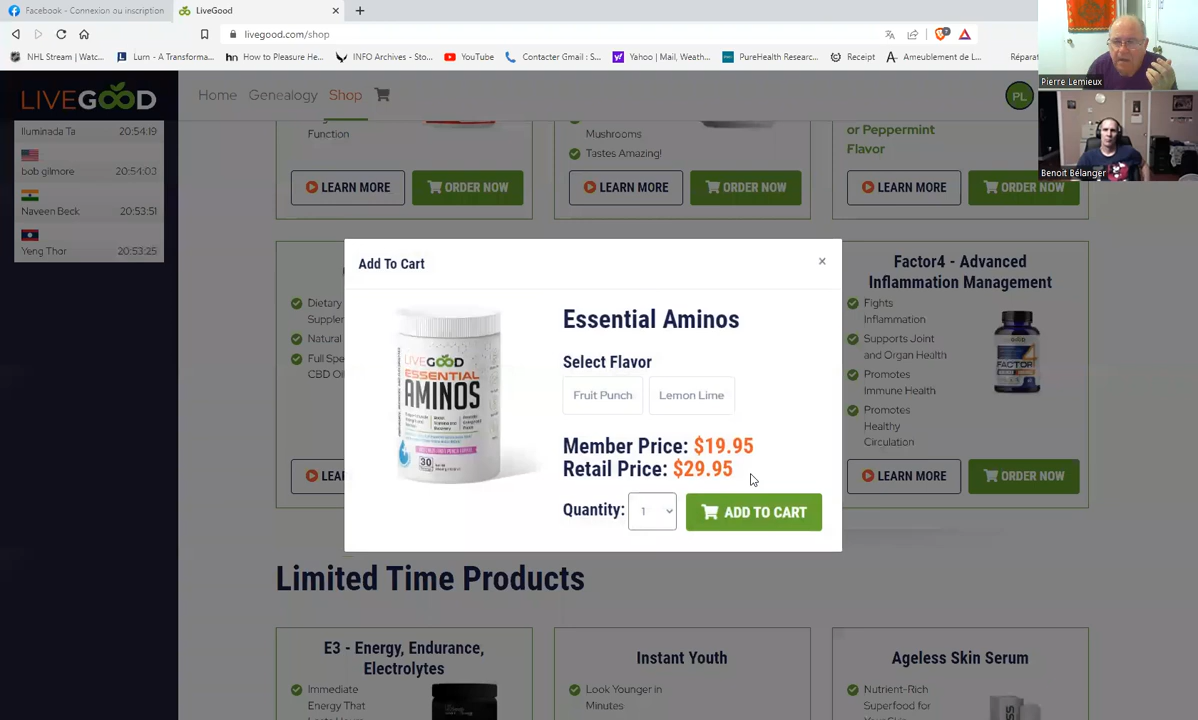 Facebook - Connexion ou inscription
LiveGood
livegood.com/shop
NHL Stream | Watc...
Lurn - A Transforma...
How to Pleasure He...
INFO Archives - Sto...
YouTube
Contacter Gmail : S...
Yahoo | Mail, Weath...
PureHealth Researc...
Receipt
Ameublement de L...
Répara
Pierre Lemieux
Benoit Bélanger
LIVEGOOD
Home
Genealogy
Shop
PL
Iluminada Ta
20:54:19
bob gilmore
20:54:03
Naveen Beck
20:53:51
Yeng Thor
20:53:25
Function
Mushrooms
Tastes Amazing!
or Peppermint
Flavor
LEARN MORE
ORDER NOW
LEARN MORE
ORDER NOW
LEARN MORE
ORDER NOW
Dietary
Supple
Natural
Full Spe
CBD Oi
LEA
Add To Cart
×
LIVEGOOD
ESSENTIAL
AMINOS
30
Essential Aminos
Select Flavor
Fruit Punch
Lemon Lime
Member Price: $19.95
Retail Price: $29.95
Quantity:
1
ADD TO CART
Factor4 - Advanced
Inflammation Management
Fights
Inflammation
Supports Joint
and Organ Health
Promotes
Immune Health
Promotes
Healthy
Circulation
LEARN MORE
ORDER NOW
Limited Time Products
E3 - Energy, Endurance,
Electrolytes
Immediate
Energy That
Instant Youth
Look Younger in
Minutes
Ageless Skin Serum
Nutrient-Rich
Superfood for